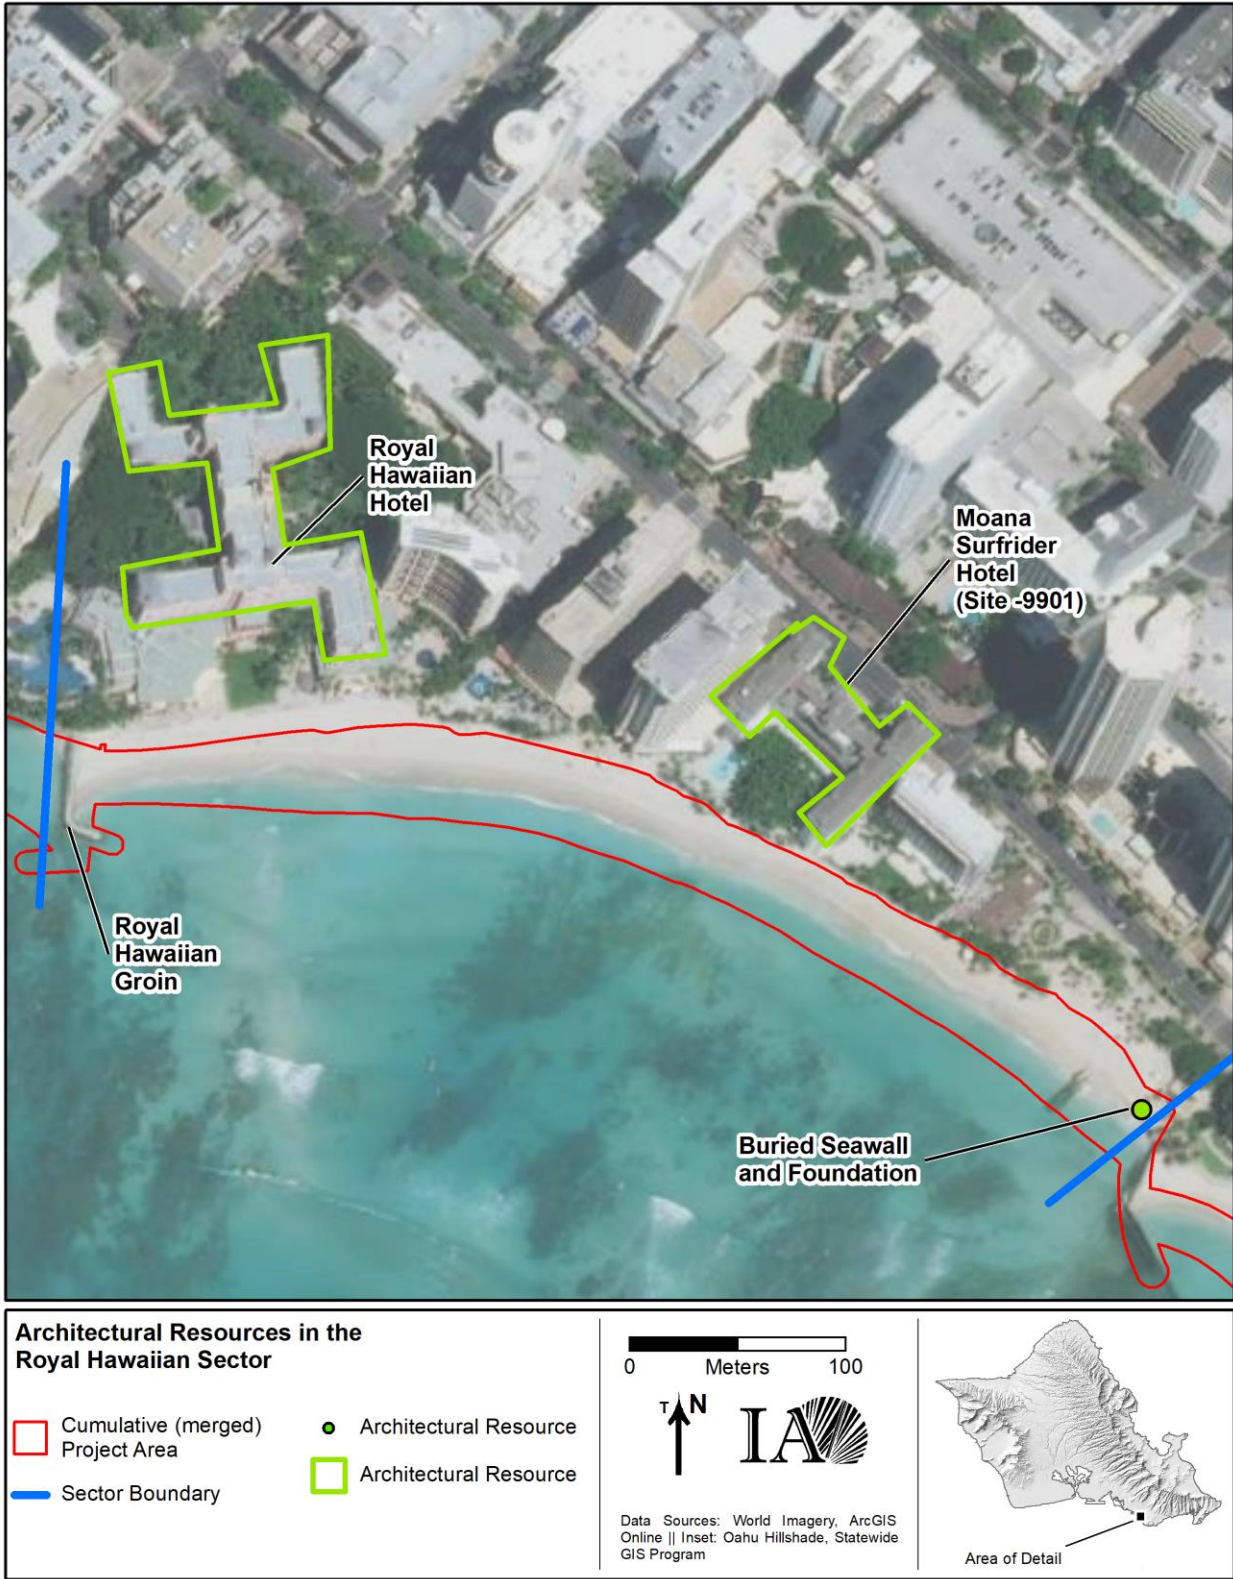 Royal
Hawaiian
Hotel
Moana
Surfrider
Hotel
(Site -9901)
Royal
Hawaiian
Groin
Buried Seawall
and Foundation
Architectural Resources in the
Royal Hawaiian Sector
Cumulative (merged)
Project Area
Sector Boundary
Architectural Resource
Architectural Resource
0 Meters 100
T N
IA
Data Sources: World Imagery, ArcGIS
Online || Inset: Oahu Hillshade, Statewide
GIS Program
Area of Detail